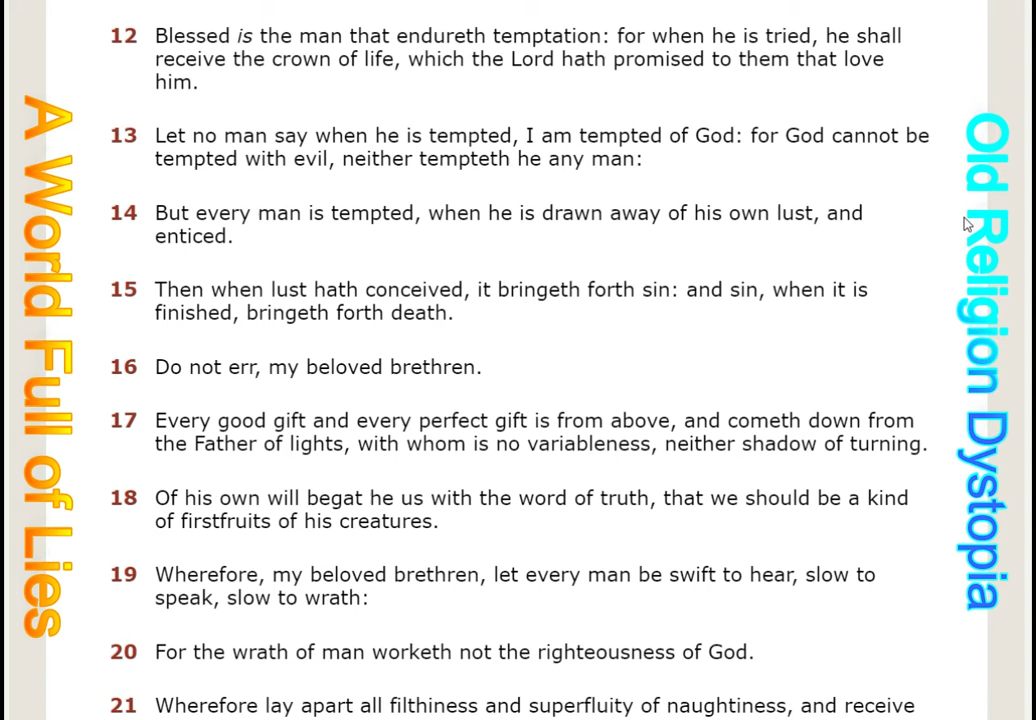 12 Blessed is the man that endureth temptation: for when he is tried, he shall
receive the crown of life, which the Lord hath promised to them that love
him.
13 Let no man say when he is tempted, I am tempted of God: for God cannot be
tempted with evil, neither tempteth he any man:
14 But every man is tempted, when he is drawn away of his own lust, and
enticed.
15 Then when lust hath conceived, it bringeth forth sin: and sin, when it is
finished, bringeth forth death.
16 Do not err, my beloved brethren.
17 Every good gift and every perfect gift is from above, and cometh down from
the Father of lights, with whom is no variableness, neither shadow of turning.
18 Of his own will begat he us with the word of truth, that we should be a kind
of firstfruits of his creatures.
19 Wherefore, my beloved brethren, let every man be swift to hear, slow to
speak, slow to wrath:
20 For the wrath of man worketh not the righteousness of God.
21 Wherefore lay apart all filthiness and superfluity of naughtiness, and receive
A World Full of Lies
Old Religion Dystopia